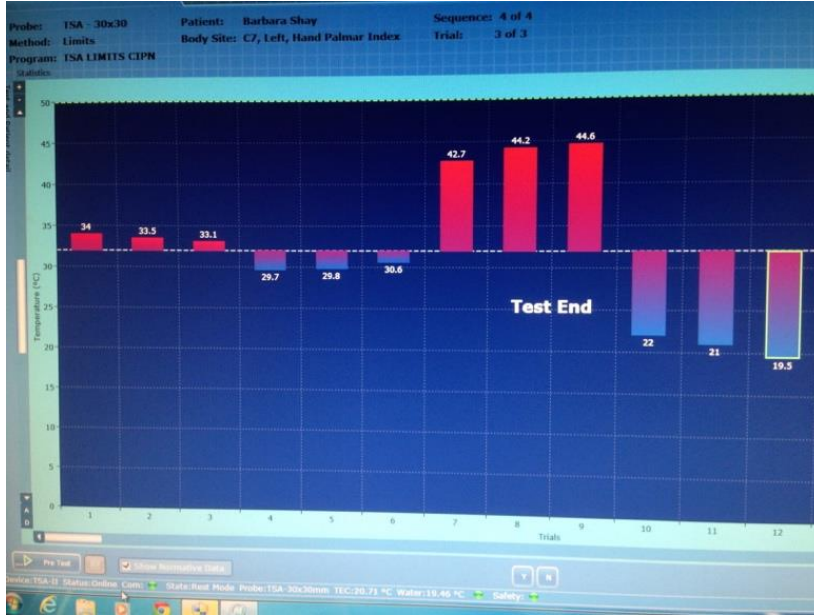 Probe: TSA - 30x30 Patient: Barbara Shay Sequence: 4 of 4
Method: Limits Body Site: C7, Left, Hand Palmar Index Trial: 3 of 3
Program: TSA LIMITS CIPN
Statistics
50
45
40
35
30
25
20
15
10
5
0
Temperature (°C)
34
33.5
33.1
29.7
29.8
30.6
42.7
44.2
44.6
22
21
19.5
Test End
1 2 3 4 5 6 7 8 9 10 11 12
Trials
A
D
Pre Test
Show Normative Data
Y N
Device:TSA-II Status:Online Com: State:Rest Mode Probe:TSA-30x30mm TEC:20.71 °C Water:19.46 °C Safety: